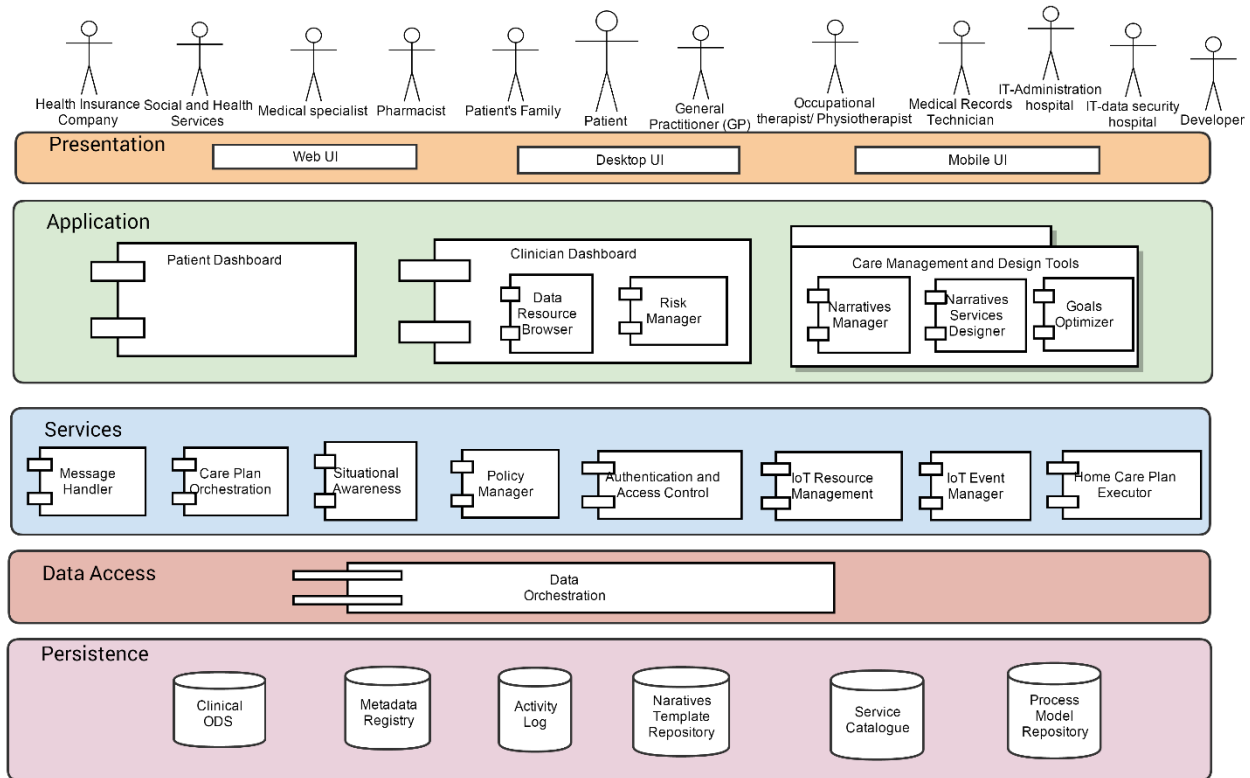 Health Insurance
Company
Social and Health
Services
Medical specialist
Pharmacist
Patient's Family
Patient
General
Practitioner (GP)
Occupational
therapist/ Physiotherapist
Medical Records
Technician
IT-Administration
hospital
IT-data security
hospital
Developer
Presentation
Web UI
Desktop UI
Mobile UI
Application
Patient Dashboard
Clinician Dashboard
Data
Resource
Browser
Risk
Manager
Care Management and Design Tools
Narratives
Manager
Narratives
Services
Designer
Goals
Optimizer
Services
Message
Handler
Care Plan
Orchestration
Situational
Awareness
Policy
Manager
Authentication and
Access Control
IoT Resource
Management
IoT Event
Manager
Home Care Plan
Executor
Data Access
Data
Orchestration
Persistence
Clinical
ODS
Metadata
Registry
Activity
Log
Naratives
Template
Repository
Service
Catalogue
Process
Model
Repository